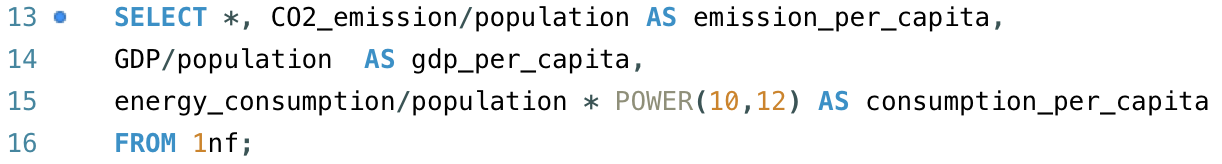 13 SELECT *, CO2_emission/population AS emission_per_capita,
14 GDP/population  AS gdp_per_capita,
15 energy_consumption/population * POWER(10,12) AS consumption_per_capita
16 FROM 1nf;